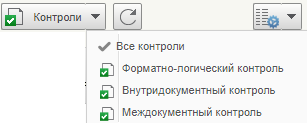 Контроли
Все контроли
Форматно-логический контроль
Внутридокументный контроль
Междокументный контроль